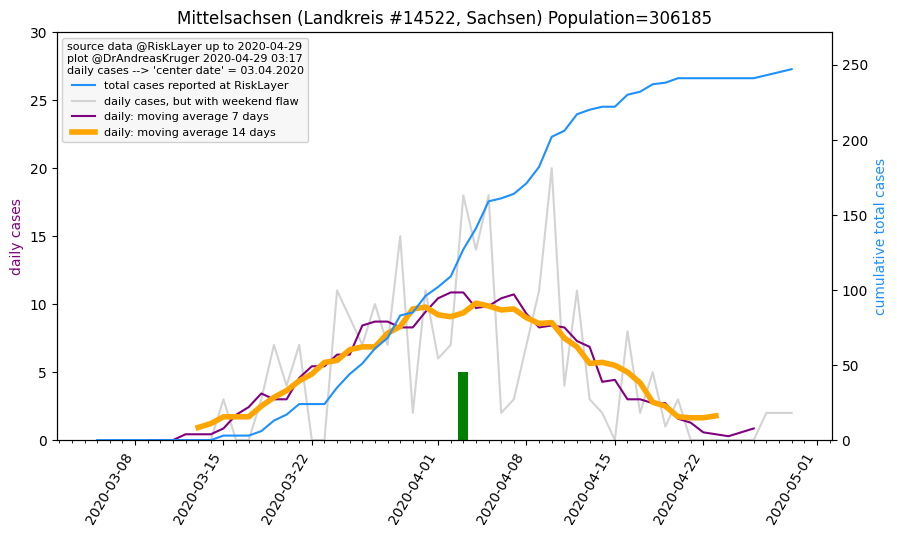 Mittelsachsen (Landkreis #14522, Sachsen) Population=306185
source data @RiskLayer up to 2020-04-29
plot @DrAndreasKruger 2020-04-29 03:17
daily cases --> 'center date' = 03.04.2020
total cases reported at RiskLayer
daily cases, but with weekend flaw
daily: moving average 7 days
daily: moving average 14 days
daily cases
30
25
20
15
10
5
0
250
200
150
100
50
0
cumulative total cases
2020-03-08
2020-03-15
2020-03-22
2020-04-01
2020-04-08
2020-04-15
2020-04-22
2020-05-01